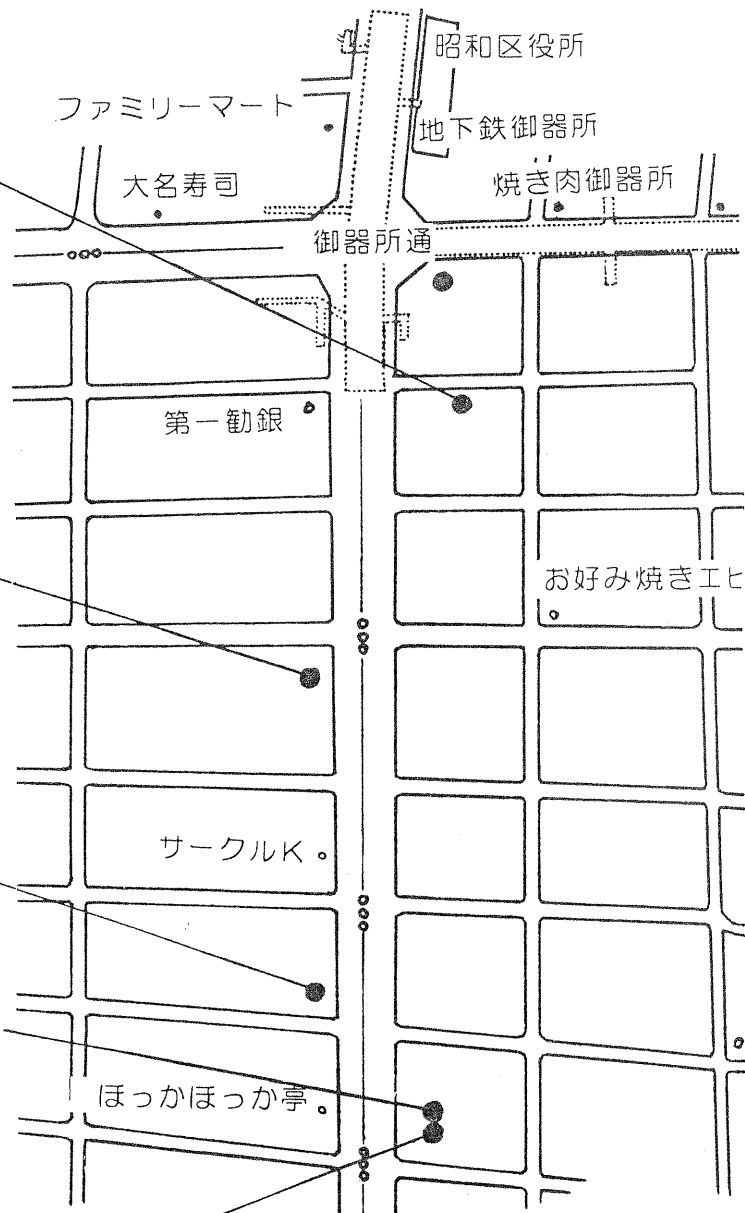 昭和区役所
ファミリーマート
地下鉄御器所
大名寿司
焼き肉御器所
御器所通
第一勧銀
お好み焼きエビ
サークルK
ほっかほっか亭